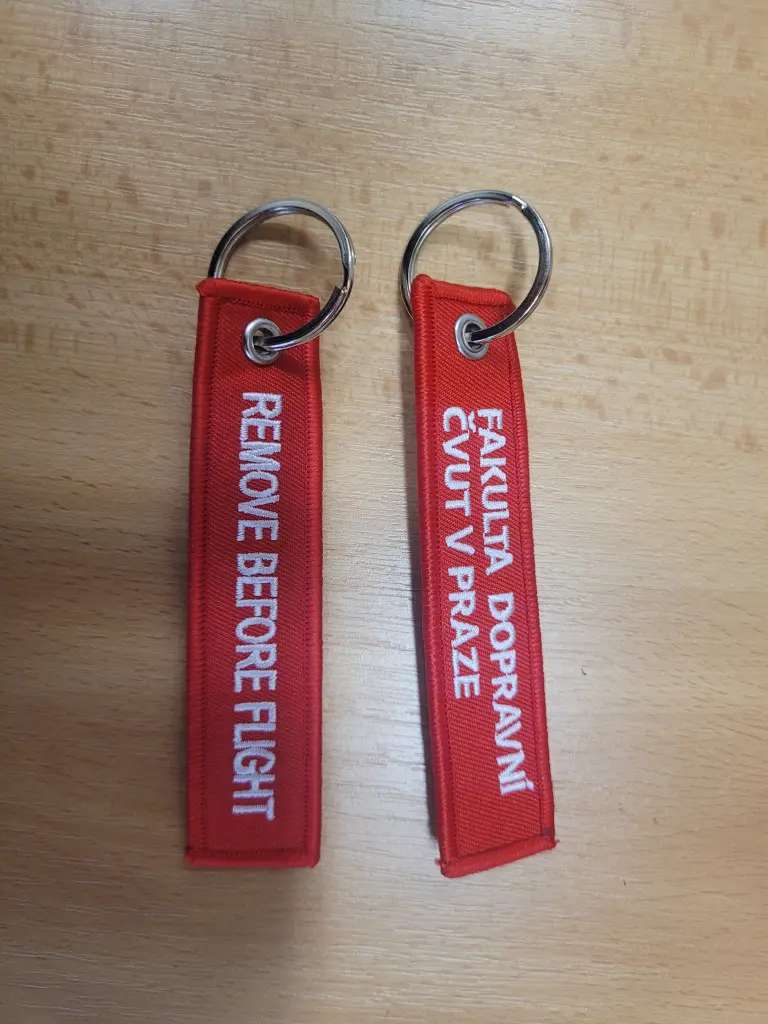 REMOVE BEFORE FLIGHT
FAKULTA DOPRAVNÍ
ČVUT V PRAZE